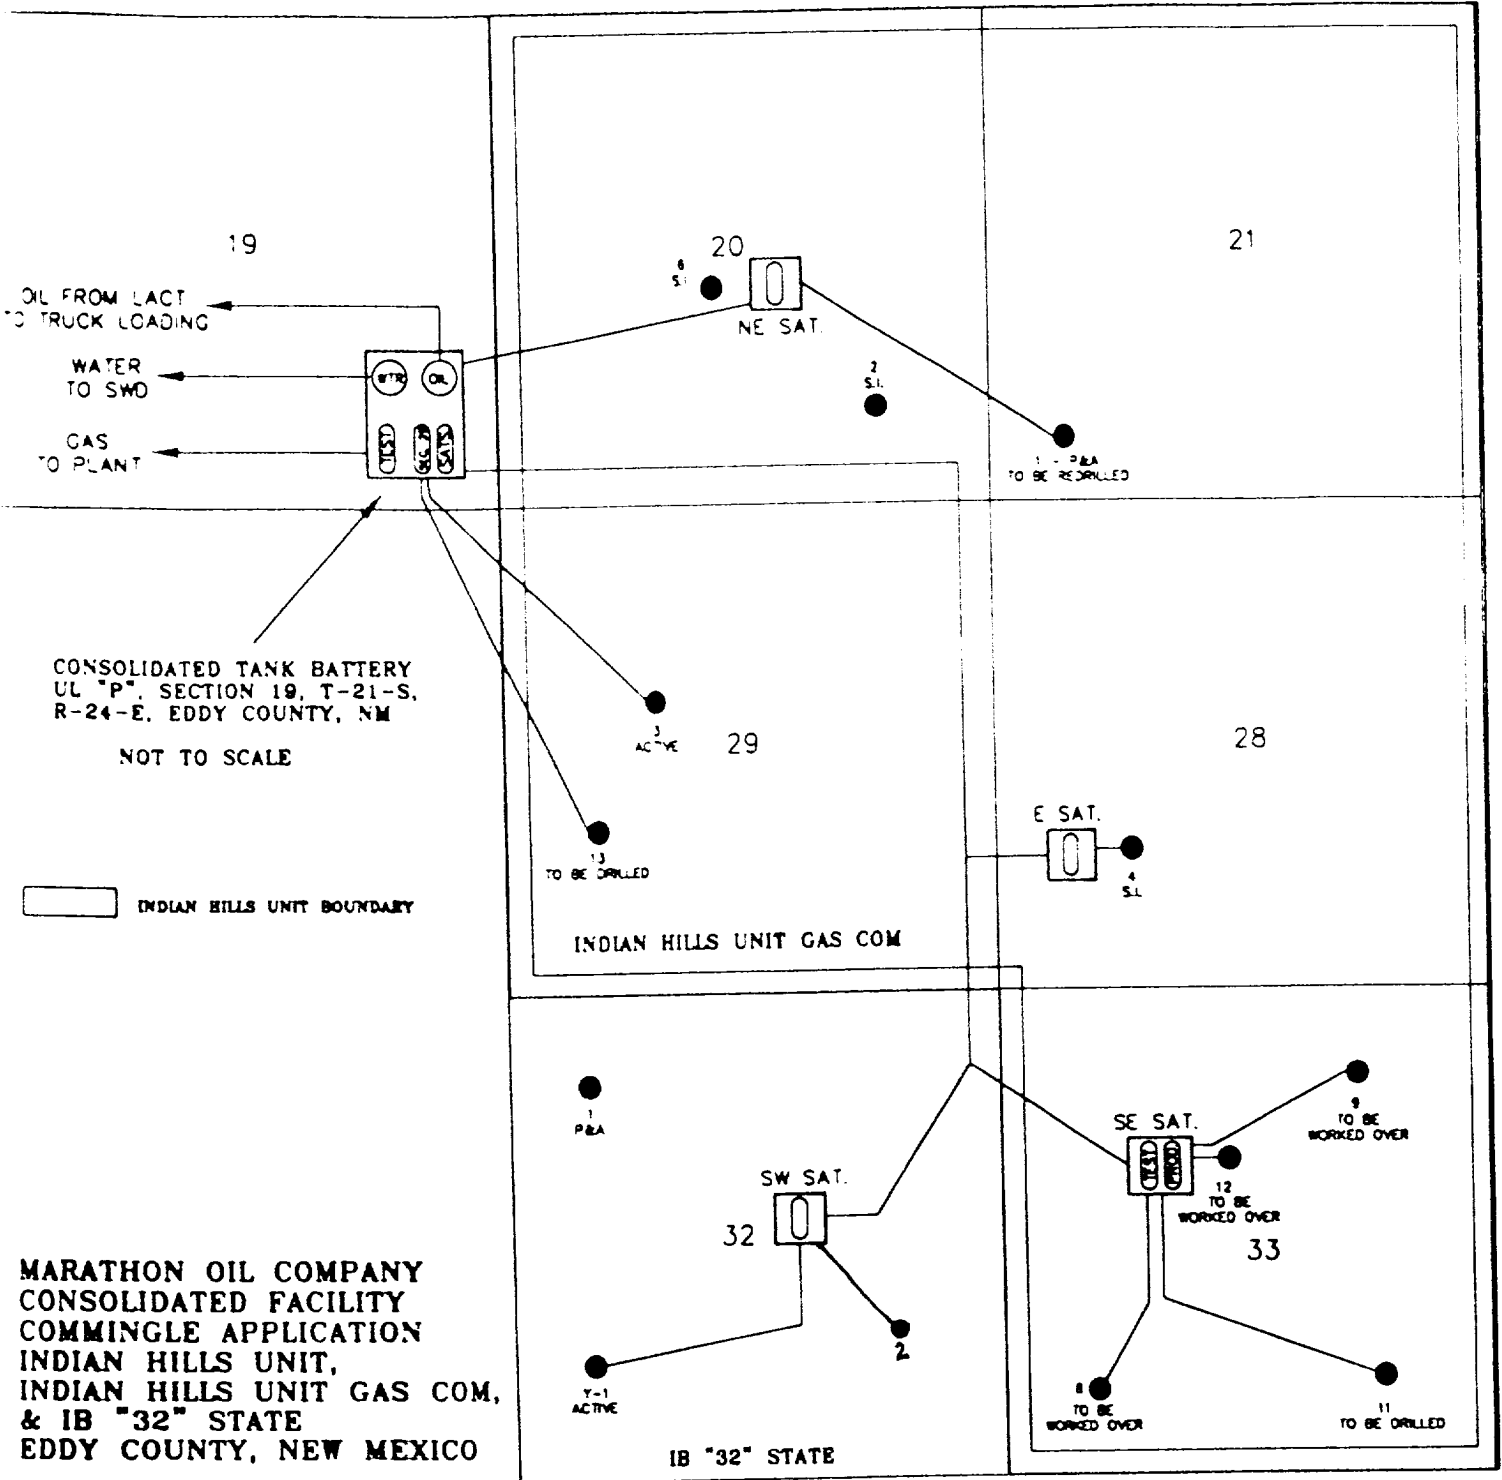 19
20
21
6
S.I.
NE SAT.
OIL FROM LACT
TO TRUCK LOADING
WATER
TO SWD
GAS
TO PLANT
WTR
OIL
TEST
SEC. 29
SATS
2
S.I.
1 - P&A
TO BE REDRILLED
CONSOLIDATED TANK BATTERY
UL "P", SECTION 19, T-21-S,
R-24-E, EDDY COUNTY, NM
NOT TO SCALE
3
ACTIVE
29
28
13
TO BE DRILLED
E SAT.
4
S.I.
INDIAN HILLS UNIT BOUNDARY
INDIAN HILLS UNIT GAS COM
1
P&A
SW SAT.
32
Y-1
ACTIVE
2
IB "32" STATE
SE SAT.
TEST
PROD
9
TO BE
WORKED OVER
12
TO BE
WORKED OVER
33
8
TO BE
WORKED OVER
11
TO BE DRILLED
MARATHON OIL COMPANY
CONSOLIDATED FACILITY
COMMINGLE APPLICATION
INDIAN HILLS UNIT,
INDIAN HILLS UNIT GAS COM,
& IB "32" STATE
EDDY COUNTY, NEW MEXICO